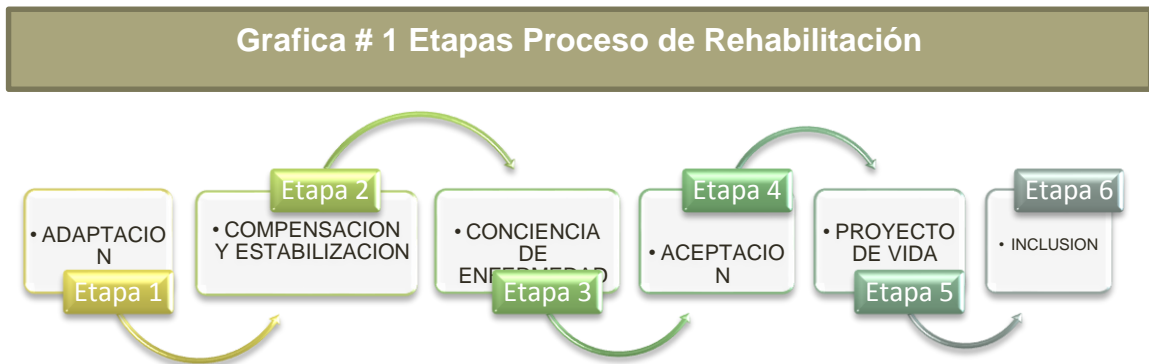 Grafica # 1 Etapas Proceso de Rehabilitación
• ADAPTACIO
N
Etapa 1
Etapa 2
• COMPENSACION
Y ESTABILIZACION
• CONCIENCIA
DE
ENFERMEDAD
Etapa 3
Etapa 4
• ACEPTACIO
N
• PROYECTO
DE VIDA
Etapa 5
Etapa 6
• INCLUSION